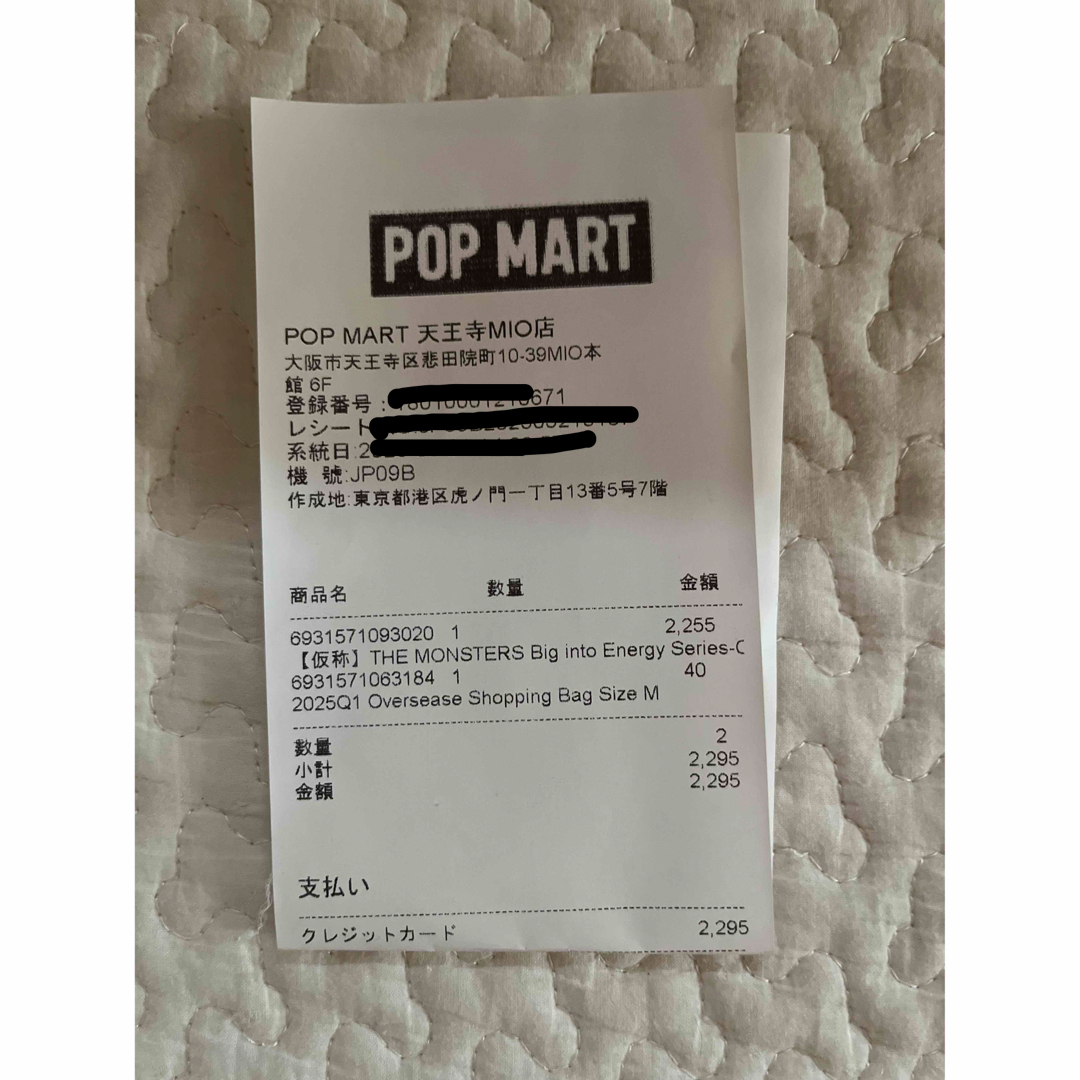 POP MART
POP MART 天王寺MIO店
大阪市天王寺区悲田院町10-39MIO本
館 6F
登録番号:
レシート
系統日:2
機 號:JP09B
作成地:東京都港区虎ノ門一丁目13番5号7階
商品名 数量 金額
6931571093020 1 2,255
【仮称】THE MONSTERS Big into Energy Series-C
6931571063184 1 40
2025Q1 Oversease Shopping Bag Size M
数量 2
小計 2,295
金額 2,295
支払い
クレジットカード 2,295